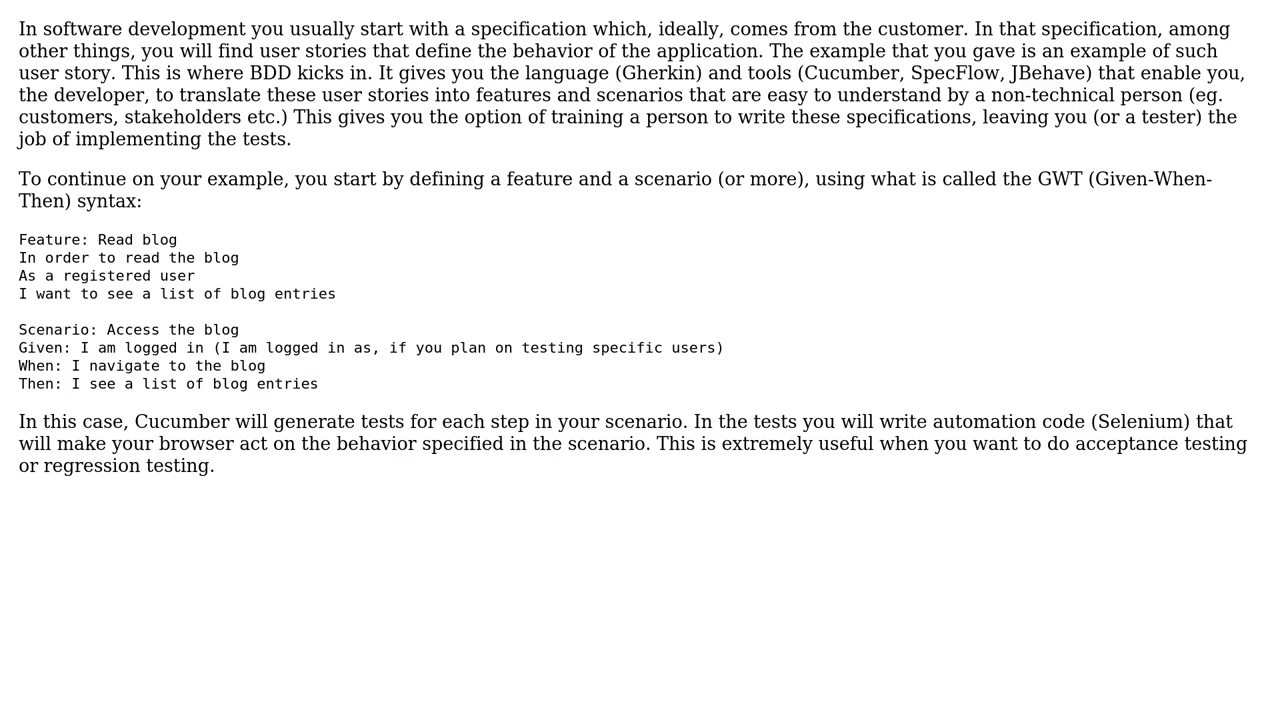 In software development you usually start with a specification which, ideally, comes from the customer. In that specification, among
other things, you will find user stories that define the behavior of the application. The example that you gave is an example of such
user story. This is where BDD kicks in. It gives you the language (Gherkin) and tools (Cucumber, SpecFlow, JBehave) that enable you,
the developer, to translate these user stories into features and scenarios that are easy to understand by a non-technical person (eg.
customers, stakeholders etc.) This gives you the option of training a person to write these specifications, leaving you (or a tester) the
job of implementing the tests.
To continue on your example, you start by defining a feature and a scenario (or more), using what is called the GWT (Given-When-
Then) syntax:
Feature: Read blog
In order to read the blog
As a registered user
I want to see a list of blog entries
Scenario: Access the blog
Given: I am logged in (I am logged in as, if you plan on testing specific users)
When: I navigate to the blog
Then: I see a list of blog entries
In this case, Cucumber will generate tests for each step in your scenario. In the tests you will write automation code (Selenium) that
will make your browser act on the behavior specified in the scenario. This is extremely useful when you want to do acceptance testing
or regression testing.